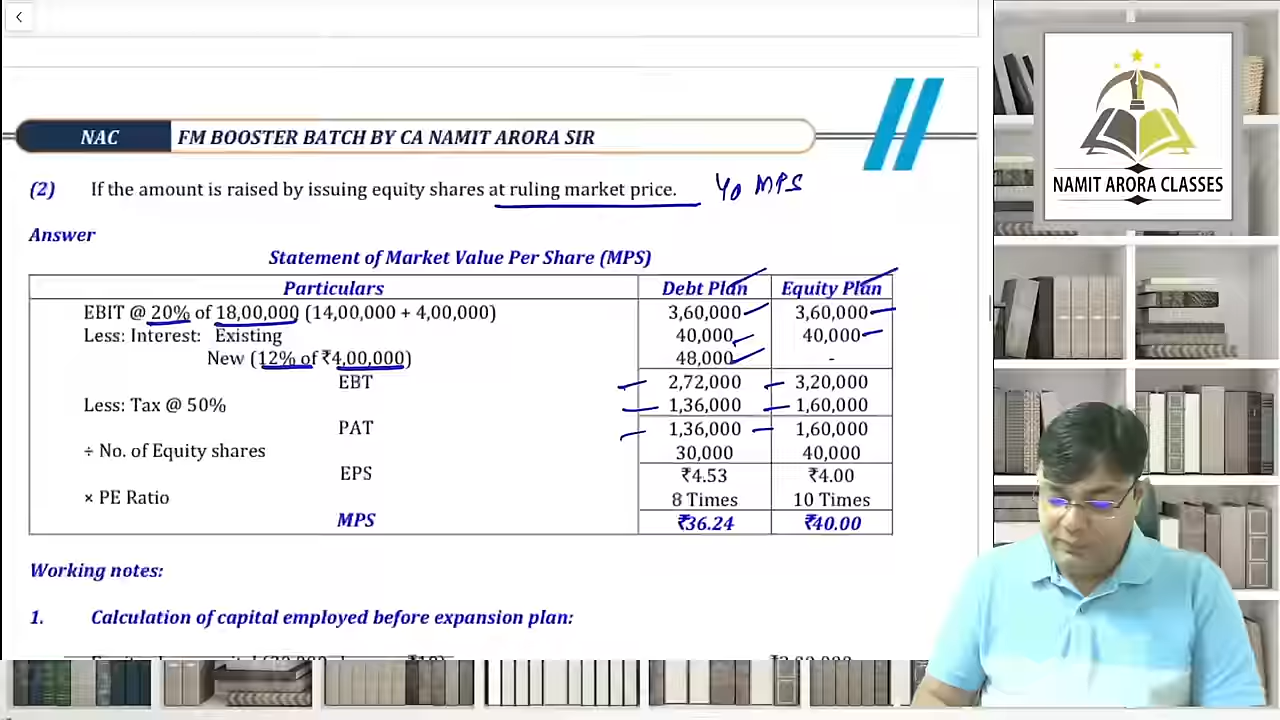 NAC FM BOOSTER BATCH BY CA NAMIT ARORA SIR
NAMIT ARORA CLASSES
(2) If the amount is raised by issuing equity shares at ruling market price. 40 MPS
Answer
Statement of Market Value Per Share (MPS)
Particulars Debt Plan Equity Plan
EBIT @ 20% of 18,00,000 (14,00,000 + 4,00,000) 3,60,000 3,60,000
Less: Interest: Existing 40,000 40,000
New (12% of ₹4,00,000) 48,000 -
EBT 2,72,000 3,20,000
Less: Tax @ 50% 1,36,000 1,60,000
PAT 1,36,000 1,60,000
÷ No. of Equity shares 30,000 40,000
EPS ₹4.53 ₹4.00
× PE Ratio 8 Times 10 Times
MPS ₹36.24 ₹40.00
Working notes:
1. Calculation of capital employed before expansion plan: